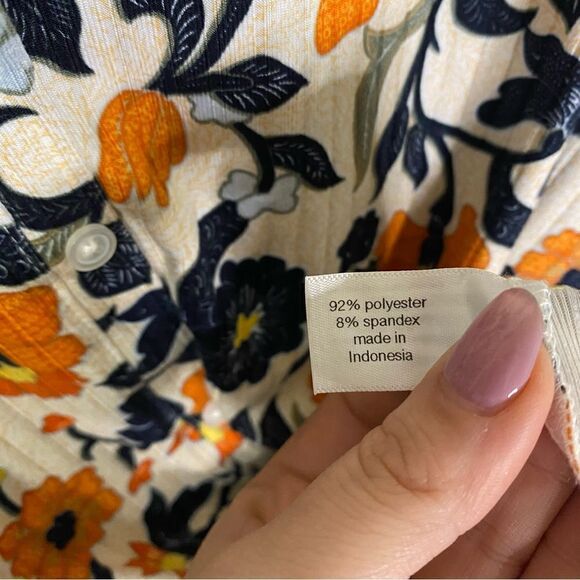 92% polyester
8% spandex
made in
Indonesia